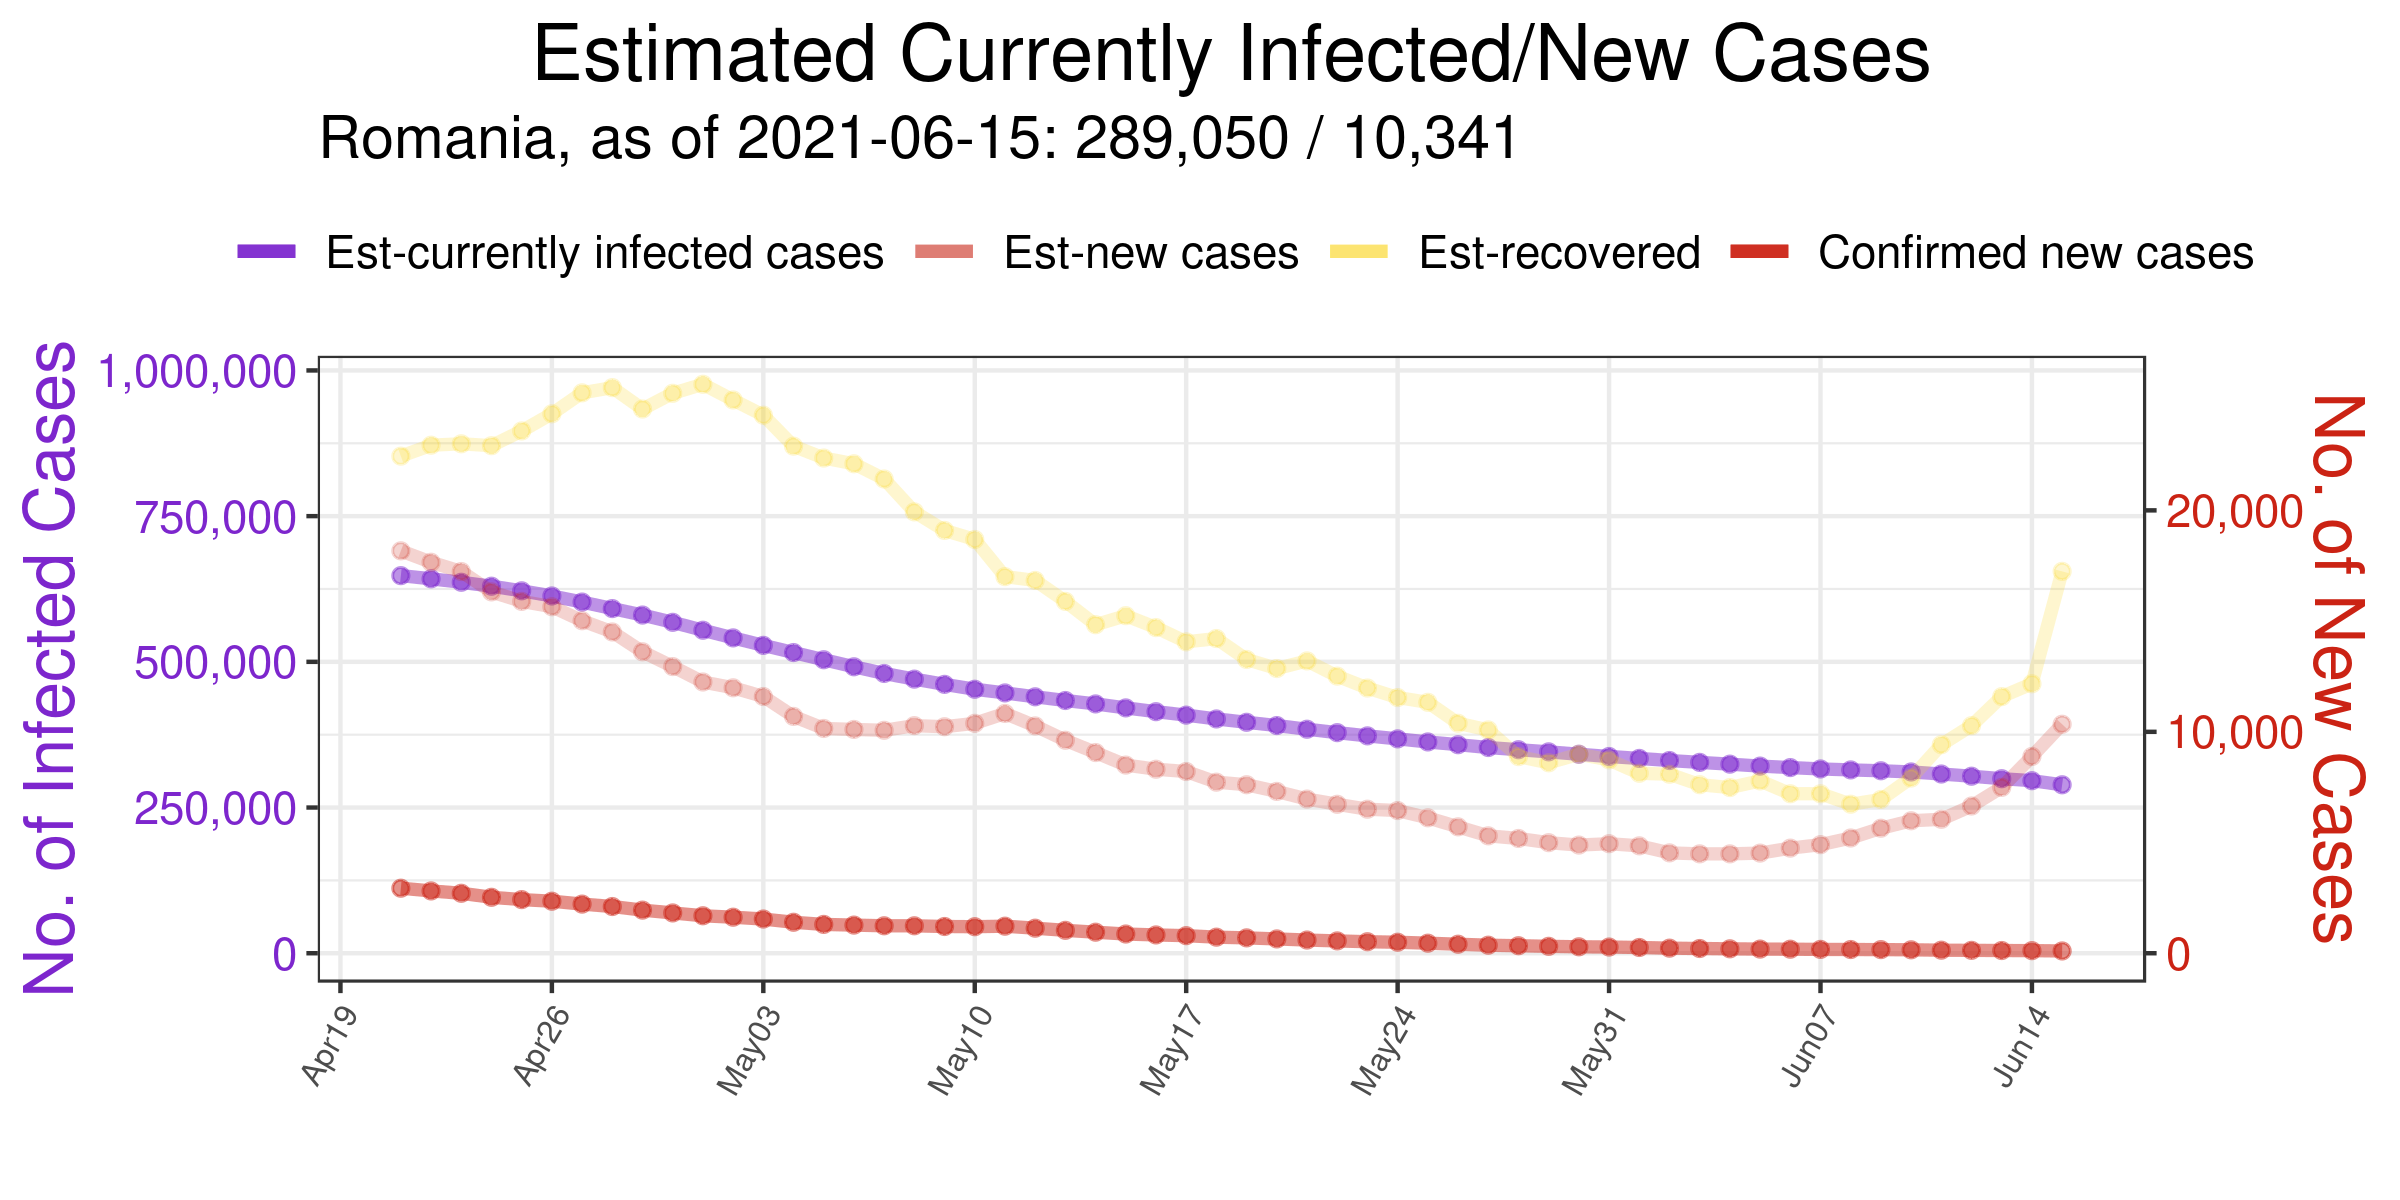 Estimated Currently Infected/New Cases
Romania, as of 2021-06-15: 289,050 / 10,341
Est-currently infected cases Est-new cases Est-recovered Confirmed new cases
No. of Infected Cases
1,000,000
750,000
500,000
250,000
0
20,000
10,000
0
No. of New Cases
Apr19 Apr26 May03 May10 May17 May24 May31 Jun07 Jun14